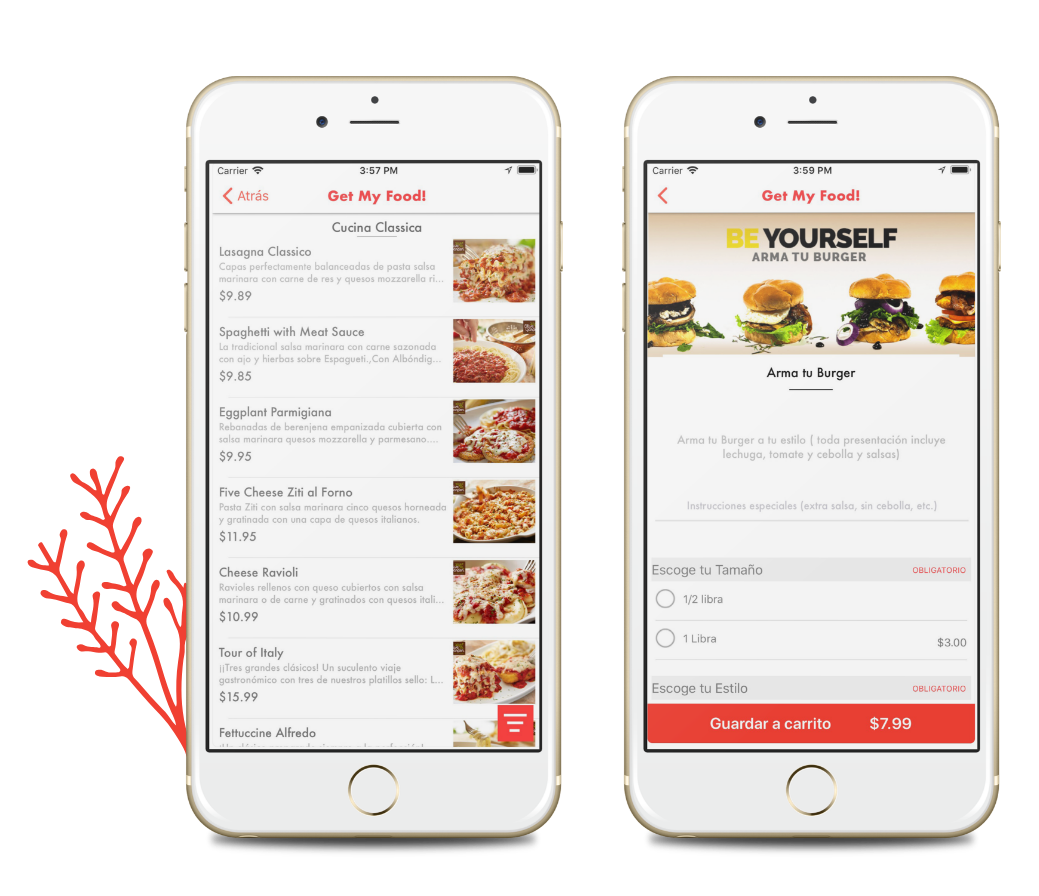 Carrier
3:57 PM
Atrás
Get My Food!
Cucina Classica
Lasagna Classico
Capas perfectamente balanceadas de pasta salsa
marinara con carne de res y quesos mozzarella ri...
$9.89
Spaghetti with Meat Sauce
La tradicional salsa marinara con carne sazonada
con ajo y hierbas sobre Espagueti.,Con Albóndig...
$9.85
Eggplant Parmigiana
Rebanadas de berenjena empanizada cubierta con
salsa marinara quesos mozzarella y parmesano....
$9.95
Five Cheese Ziti al Forno
Pasta Ziti con salsa marinara cinco quesos horneada
y gratinada con una capa de quesos italianos.
$11.95
Cheese Ravioli
Ravioles rellenos con queso cubiertos con salsa
marinara o de carne y gratinados con quesos itali...
$10.99
Tour of Italy
¡¡Tres grandes clásicos! Un suculento viaje
gastronómico con tres de nuestros platillos sello: L...
$15.99
Fettuccine Alfredo
Carrier
3:59 PM
Get My Food!
BE YOURSELF
ARMA TU BURGER
Arma tu Burger
Arma tu Burger a tu estilo ( toda presentación incluye
lechuga, tomate y cebolla y salsas)
Instrucciones especiales (extra salsa, sin cebolla, etc.)
Escoge tu Tamaño OBLIGATORIO
1/2 libra
1 Libra $3.00
Escoge tu Estilo OBLIGATORIO
Guardar a carrito $7.99